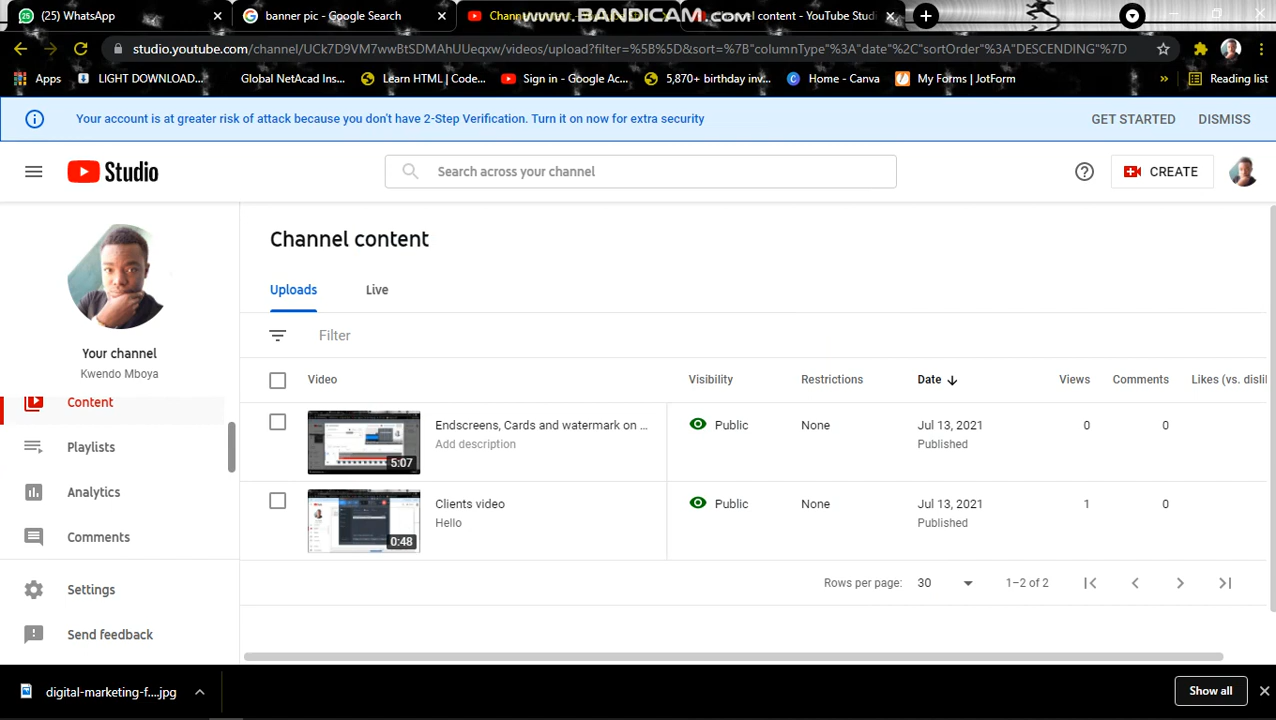 (25) WhatsApp
banner pic - Google Search
Chann
l content - YouTube Stud
www.BANDICAM.com
studio.youtube.com/channel/UCk7D9VM7wwBtSDMAhUUeqxw/videos/upload?filter=%5B%5D&sort=%7B"columnType"%3A"date"%2C"sortOrder"%3A"DESCENDING"%7D
Apps
LIGHT DOWNLOAD...
Global NetAcad Ins...
Learn HTML | Code...
Sign in - Google Ac...
5,870+ birthday inv...
Home - Canva
My Forms | JotForm
»
Reading list
Your account is at greater risk of attack because you don't have 2-Step Verification. Turn it on now for extra security
GET STARTED
DISMISS
Studio
Search across your channel
CREATE
Channel content
Uploads
Live
Filter
Your channel
Kwendo Mboya
Content
Playlists
Analytics
Comments
Settings
Send feedback
Video
Visibility
Restrictions
Date
Views
Comments
Likes (vs. disli
5:07
Endscreens, Cards and watermark on ...
Add description
Public
None
Jul 13, 2021
Published
0
0
0:48
Clients video
Hello
Public
None
Jul 13, 2021
Published
1
0
Rows per page:
30
1–2 of 2
digital-marketing-f....jpg
Show all